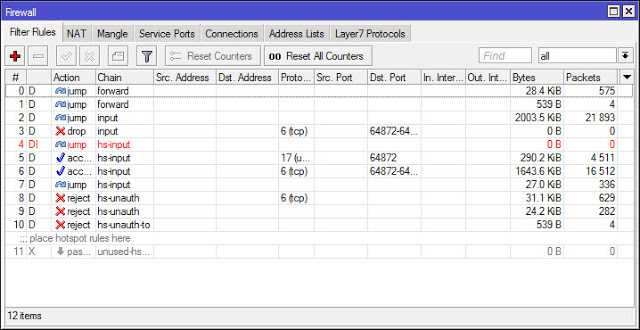 Firewall
Filter Rules NAT Mangle Service Ports Connections Address Lists Layer7 Protocols
Reset Counters 00 Reset All Counters Find all
# Action Chain Src. Address Dst. Address Proto... Src. Port Dst. Port In. Inter... Out. Int... Bytes Packets
0 D jump forward 28.4 KiB 575
1 D jump forward 539 B 4
2 D jump input 2003.5 KiB 21 893
3 D drop input 6 (tcp) 64872-64... 0 B 0
4 DI jump hs-input 0 B 0
5 D acc... hs-input 17 (u... 64872 290.2 KiB 4 511
6 D acc... hs-input 6 (tcp) 64872-64... 1643.6 KiB 16 512
7 D jump hs-input 27.0 KiB 336
8 D reject hs-unauth 6 (tcp) 31.1 KiB 629
9 D reject hs-unauth 24.2 KiB 282
10 D reject hs-unauth-to 539 B 4
::: place hotspot rules here
11 X pas... unused-hs... 0 B 0
12 items